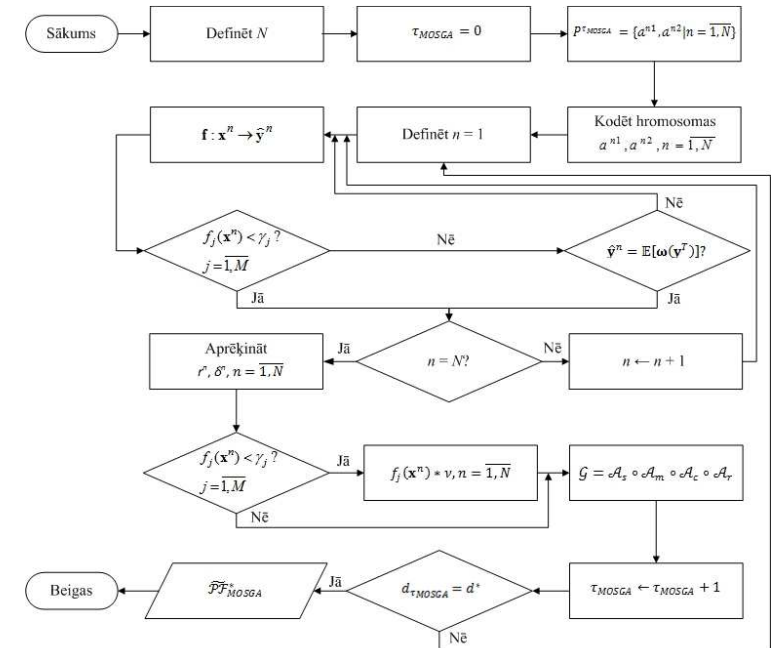 Sākums
Definēt N
τ_MOSGA = 0
P^τ_MOSGA = {a^n1, a^n2 | n = 1,N}
Kodēt hromosomas
a^n1, a^n2, n = 1,N
Definēt n = 1
f : x^n → ŷ^n
f_j(x^n) < γ_j ?
j = 1,M
Nē
Jā
ŷ^n = 𝔼[ω(y^T)]?
Nē
Jā
n = N?
Jā
Nē
n ← n + 1
Aprēķināt
r^n, δ^n, n = 1,N
f_j(x^n) < γ_j ?
j = 1,M
Jā
Nē
f_j(x^n) * ν, n = 1,N
𝒢 = 𝒜_s ∘ 𝒜_m ∘ 𝒜_c ∘ 𝒜_r
τ_MOSGA ← τ_MOSGA + 1
d_τ_MOSGA = d*
Jā
Nē
𝒫ℱ*_MOSGA
Beigas